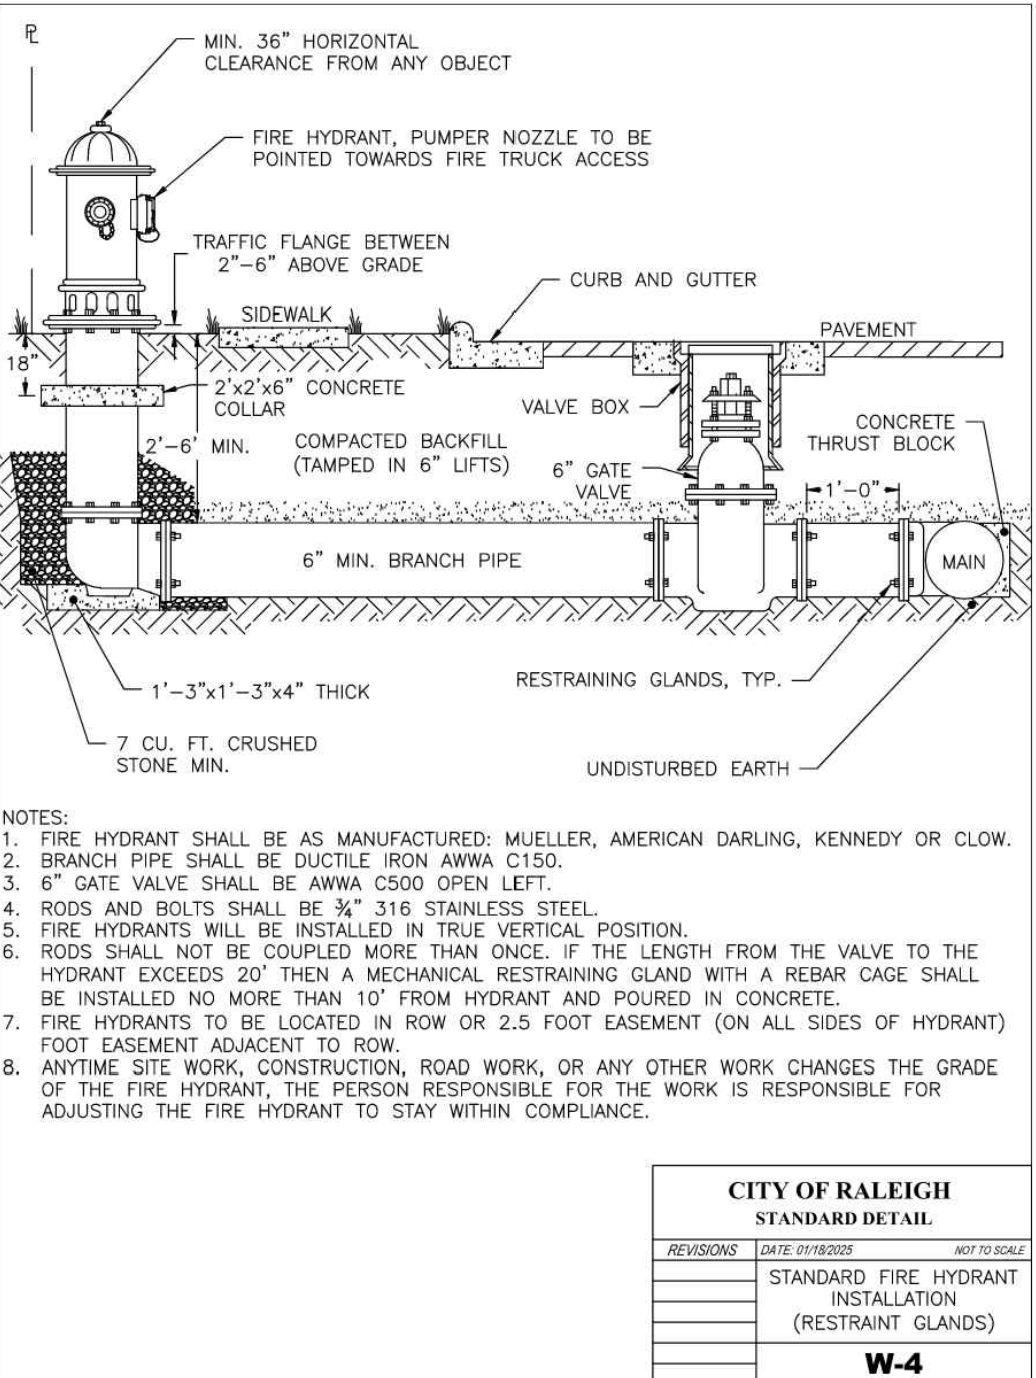 PL
MIN. 36" HORIZONTAL
CLEARANCE FROM ANY OBJECT
FIRE HYDRANT, PUMPER NOZZLE TO BE
POINTED TOWARDS FIRE TRUCK ACCESS
TRAFFIC FLANGE BETWEEN
2"-6" ABOVE GRADE
CURB AND GUTTER
SIDEWALK
PAVEMENT
18"
2'x2'x6" CONCRETE
COLLAR
VALVE BOX
CONCRETE
THRUST BLOCK
2'-6' MIN.
COMPACTED BACKFILL
(TAMPED IN 6" LIFTS)
6" GATE
VALVE
1'-0"
6" MIN. BRANCH PIPE
MAIN
RESTRAINING GLANDS, TYP.
1'-3"x1'-3"x4" THICK
7 CU. FT. CRUSHED
STONE MIN.
UNDISTURBED EARTH
NOTES:
1. FIRE HYDRANT SHALL BE AS MANUFACTURED: MUELLER, AMERICAN DARLING, KENNEDY OR CLOW.
2. BRANCH PIPE SHALL BE DUCTILE IRON AWWA C150.
3. 6" GATE VALVE SHALL BE AWWA C500 OPEN LEFT.
4. RODS AND BOLTS SHALL BE ¾" 316 STAINLESS STEEL.
5. FIRE HYDRANTS WILL BE INSTALLED IN TRUE VERTICAL POSITION.
6. RODS SHALL NOT BE COUPLED MORE THAN ONCE. IF THE LENGTH FROM THE VALVE TO THE
HYDRANT EXCEEDS 20' THEN A MECHANICAL RESTRAINING GLAND WITH A REBAR CAGE SHALL
BE INSTALLED NO MORE THAN 10' FROM HYDRANT AND POURED IN CONCRETE.
7. FIRE HYDRANTS TO BE LOCATED IN ROW OR 2.5 FOOT EASEMENT (ON ALL SIDES OF HYDRANT)
FOOT EASEMENT ADJACENT TO ROW.
8. ANYTIME SITE WORK, CONSTRUCTION, ROAD WORK, OR ANY OTHER WORK CHANGES THE GRADE
OF THE FIRE HYDRANT, THE PERSON RESPONSIBLE FOR THE WORK IS RESPONSIBLE FOR
ADJUSTING THE FIRE HYDRANT TO STAY WITHIN COMPLIANCE.
CITY OF RALEIGH
STANDARD DETAIL
REVISIONS
DATE: 01/18/2025
NOT TO SCALE
STANDARD FIRE HYDRANT
INSTALLATION
(RESTRAINT GLANDS)
W-4